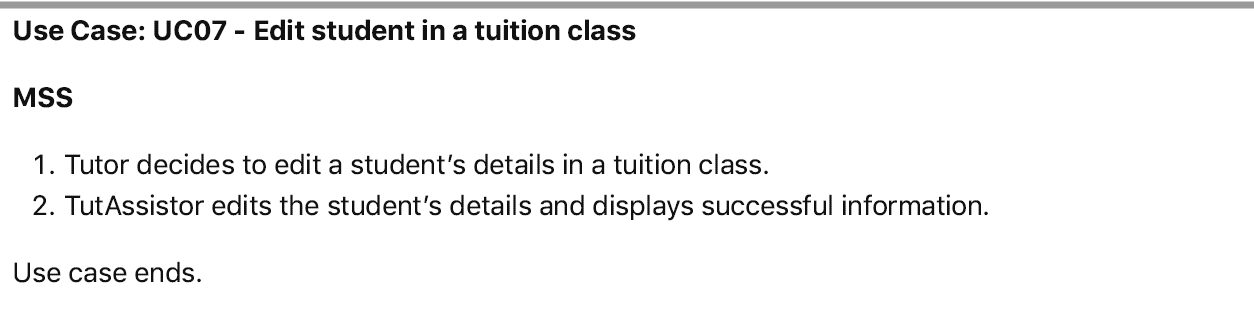 Use Case: UC07 - Edit student in a tuition class
MSS
1. Tutor decides to edit a student’s details in a tuition class.
2. TutAssistor edits the student’s details and displays successful information.
Use case ends.